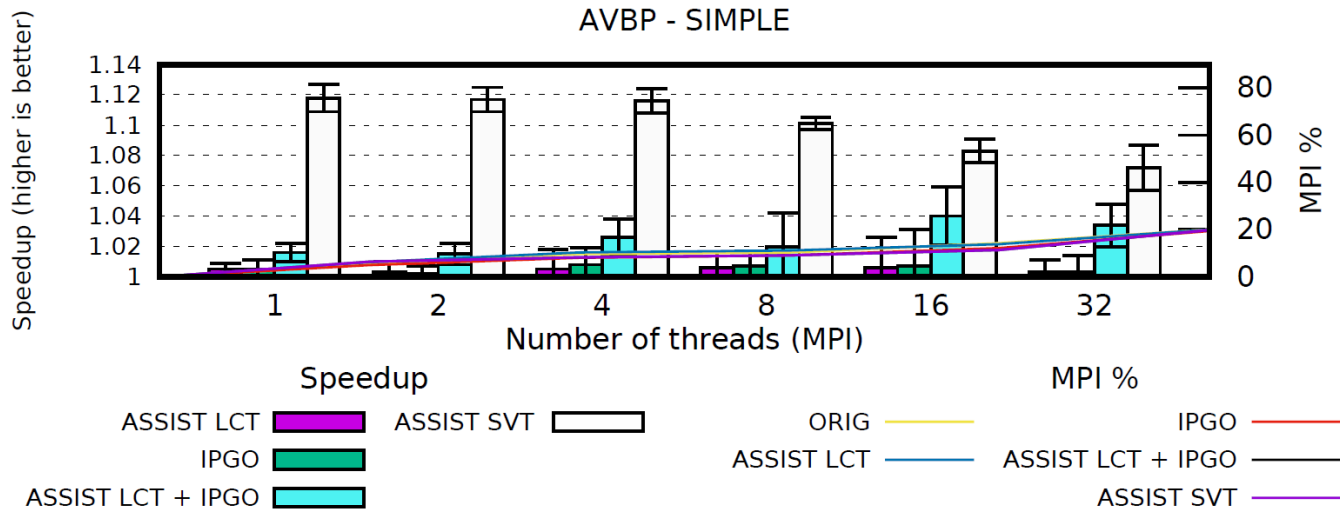 AVBP - SIMPLE
Speedup (higher is better)
1.14
1.12
1.1
1.08
1.06
1.04
1.02
1
80
60
40
20
0
MPI %
1 2 4 8 16 32
Number of threads (MPI)
Speedup MPI %
ASSIST LCT ASSIST SVT ORIG IPGO
IPGO ASSIST LCT ASSIST LCT + IPGO
ASSIST LCT + IPGO ASSIST SVT